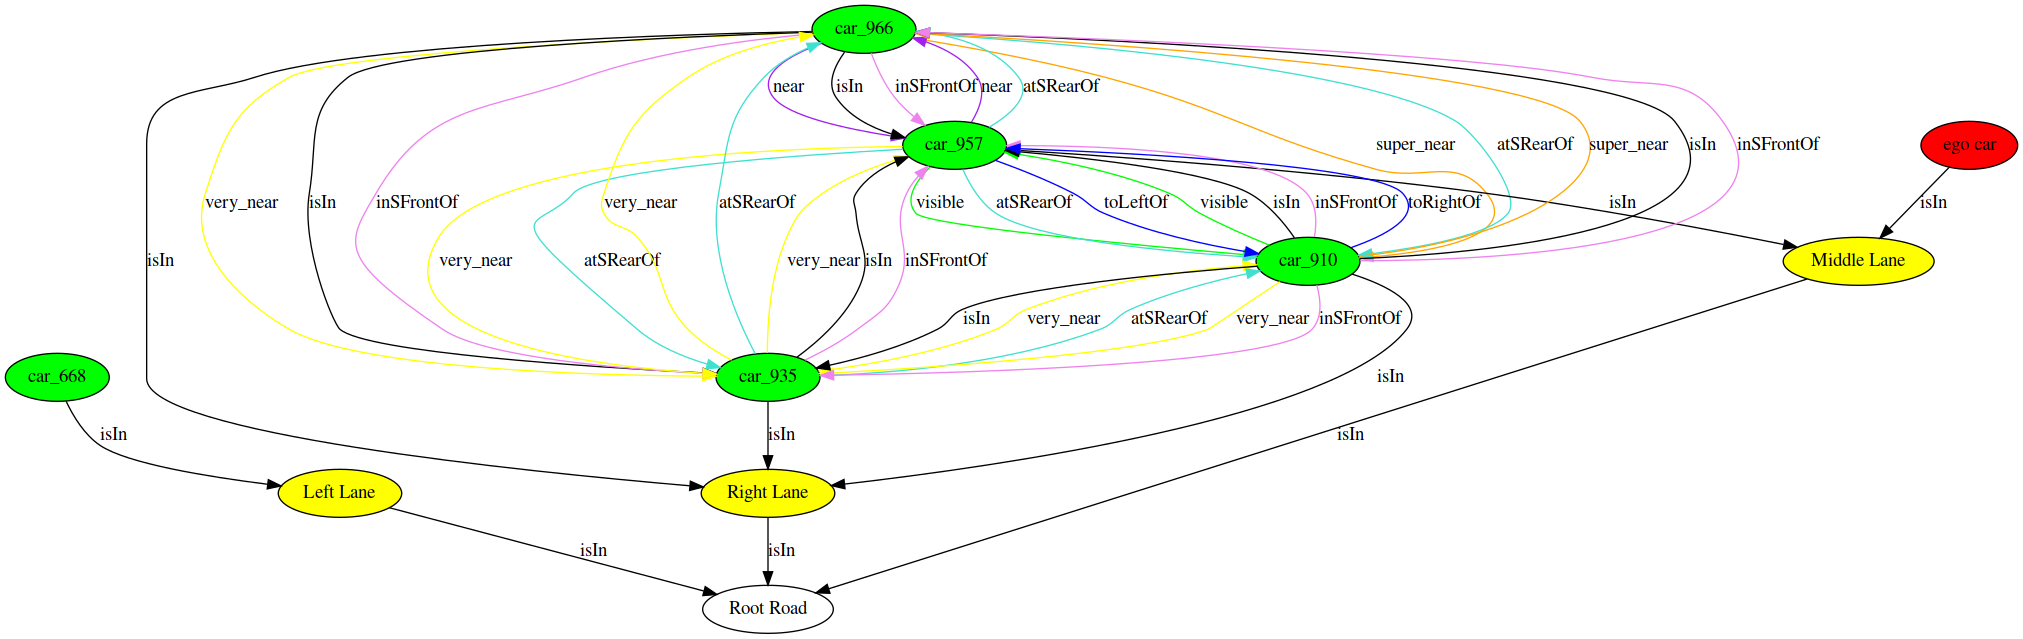 car_966
near
isIn
inSFrontOf
near
atSRearOf
car_957
ego car
super_near
atSRearOf
super_near
isIn
inSFrontOf
very_near
isIn
inSFrontOf
very_near
atSRearOf
visible
atSRearOf
toLeftOf
visible
isIn
inSFrontOf
toRightOf
isIn
isIn
isIn
very_near
atSRearOf
very_near
isIn
inSFrontOf
car_910
Middle Lane
isIn
very_near
atSRearOf
very_near
inSFrontOf
car_668
car_935
isIn
isIn
isIn
isIn
Left Lane
Right Lane
isIn
isIn
Root Road